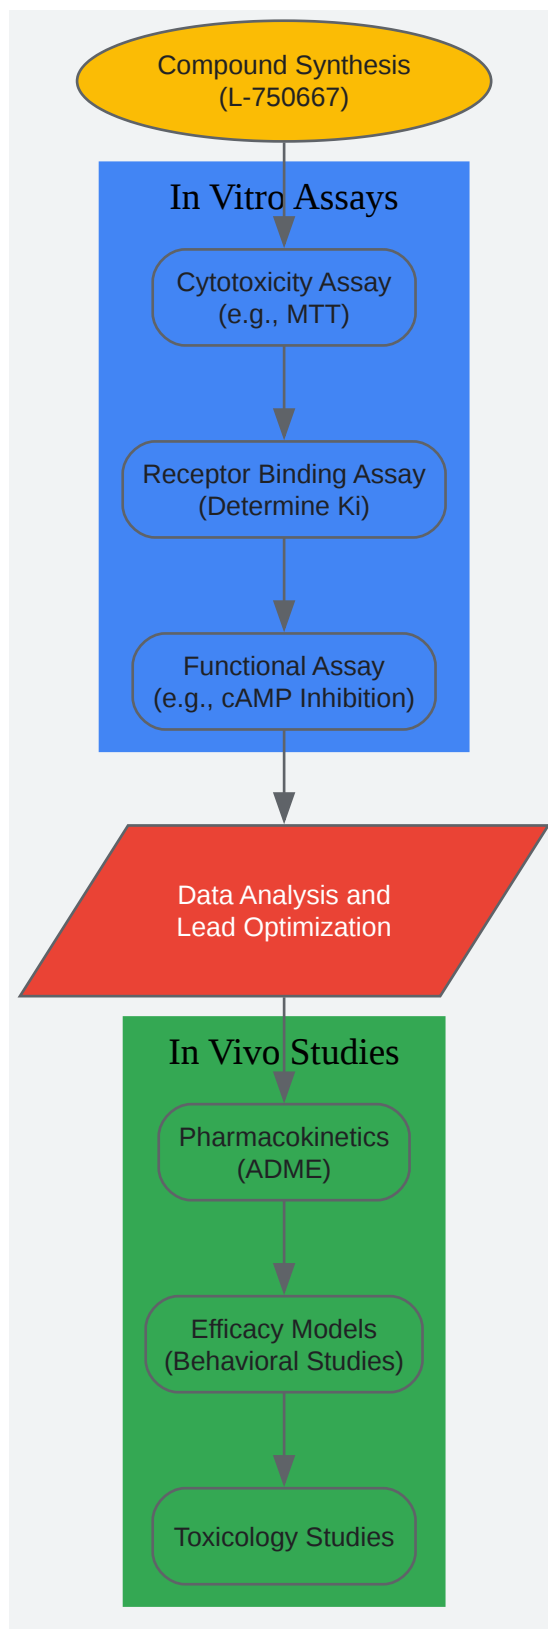 Compound Synthesis
(L-750667)
In Vitro Assays
Cytotoxicity Assay
(e.g., MTT)
Receptor Binding Assay
(Determine Ki)
Functional Assay
(e.g., cAMP Inhibition)
Data Analysis and
Lead Optimization
In Vivo Studies
Pharmacokinetics
(ADME)
Efficacy Models
(Behavioral Studies)
Toxicology Studies